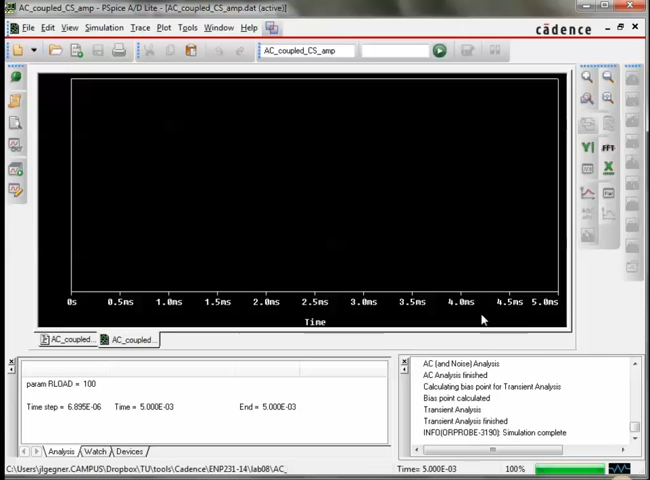 AC_coupled_CS_amp - PSpice A/D Lite - [AC_coupled_CS_amp.dat (active)]
File Edit View Simulation Trace Plot Tools Window Help
cādence
AC_coupled_CS_amp
FFT
0s 0.5ms 1.0ms 1.5ms 2.0ms 2.5ms 3.0ms 3.5ms 4.0ms 4.5ms 5.0ms
Time
AC_coupled... AC_coupled...
param RLOAD = 100
Time step = 6.895E-06 Time = 5.000E-03 End = 5.000E-03
Analysis Watch Devices
AC (and Noise) Analysis
AC Analysis finished
Calculating bias point for Transient Analysis
Bias point calculated
Transient Analysis
Transient Analysis finished
INFO(ORPROBE-3190): Simulation complete
C:\Users\jlgegner.CAMPUS\Dropbox\TU\tools\Cadence\ENP231-14\lab08\AC_ Time= 5.000E-03 100%